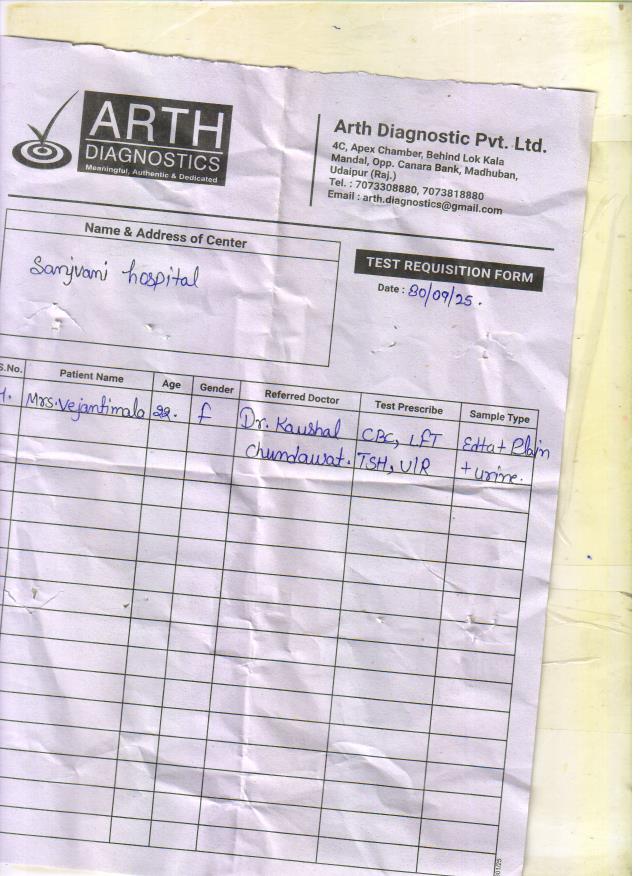 ARTH
DIAGNOSTICS
Meaningful, Authentic & Dedicated
Arth Diagnostic Pvt. Ltd.
4C, Apex Chamber, Behind Lok Kala
Mandal, Opp. Canara Bank, Madhuban,
Udaipur (Raj.)
Tel. : 7073308880, 7073818880
Email : arth.diagnostics@gmail.com
Name & Address of Center
Sanjvani hospital
TEST REQUISITION FORM
Date : 30/09/25.
S.No. Patient Name Age Gender Referred Doctor Test Prescribe Sample Type
1. Mrs. Vejantimala 22. f Dr. Kaushal CBC, LFT Edta + Plain
Chundawat. TSH, U/R + urine.